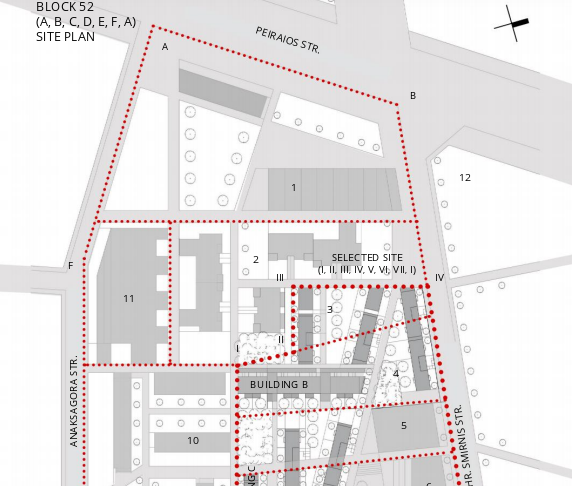 BLOCK 52
(A, B, C, D, E, F, A)
SITE PLAN
PEIRAIOS STR.
A
B
12
1
2
SELECTED SITE
(I, II, III, IV, V, VI, VII, I)
F
III
IV
11
3
II
I
4
BUILDING B
5
10
ANAKSAGORA STR.
HR. SMIRNIS STR.